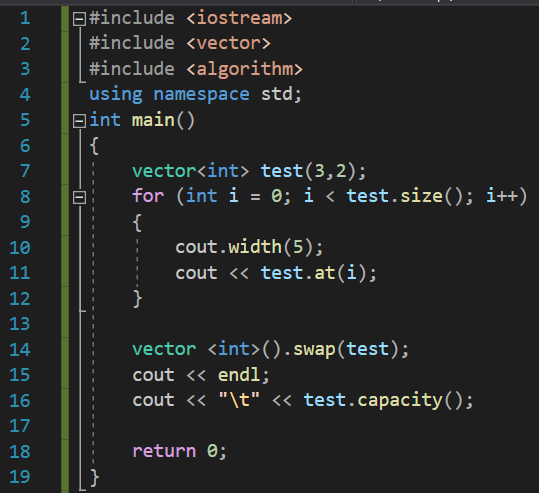 1 #include <iostream>
2 #include <vector>
3 #include <algorithm>
4 using namespace std;
5 int main()
6 {
7     vector<int> test(3,2);
8     for (int i = 0; i < test.size(); i++)
9     {
10         cout.width(5);
11         cout << test.at(i);
12     }
13
14     vector <int>().swap(test);
15     cout << endl;
16     cout << "\t" << test.capacity();
17
18     return 0;
19 }